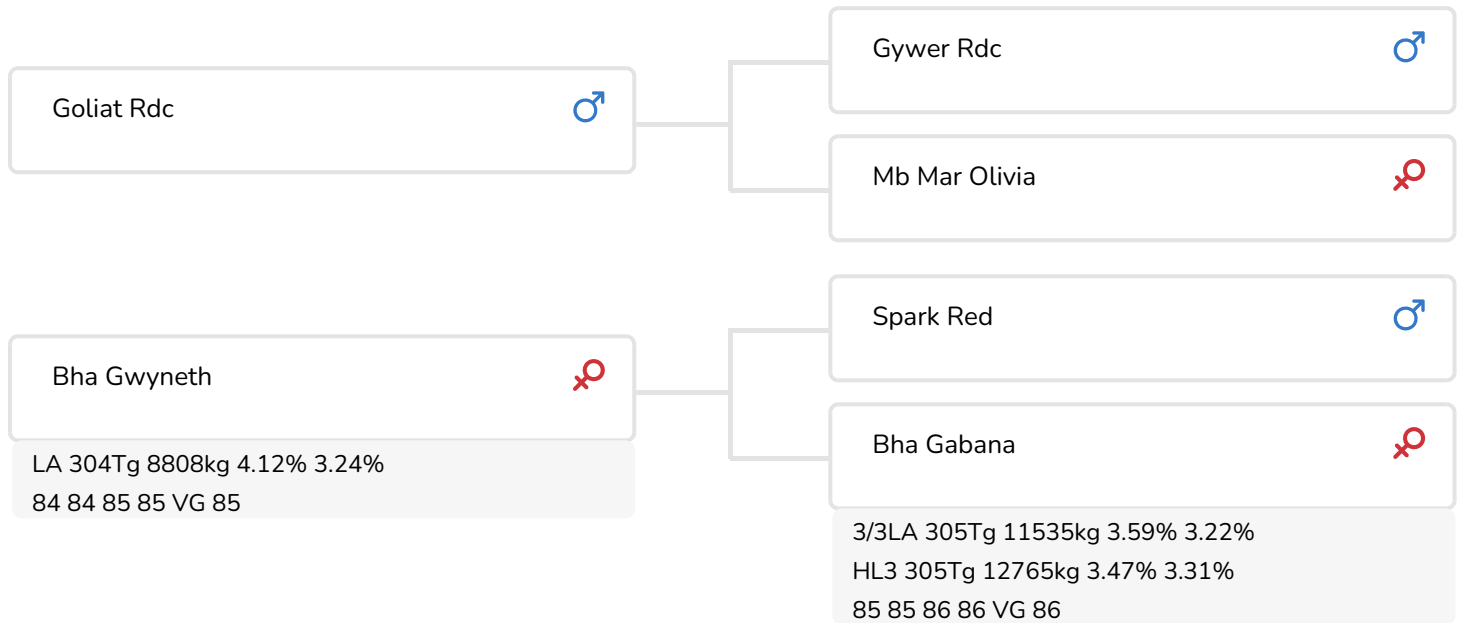 Goliat Rdc
Gywer Rdc
Mb Mar Olivia
Bha Gwyneth
LA 304Tg 8808kg 4.12% 3.24%
84 84 85 85 VG 85
Spark Red
Bha Gabana
3/3LA 305Tg 11535kg 3.59% 3.22%
HL3 305Tg 12765kg 3.47% 3.31%
85 85 86 86 VG 86